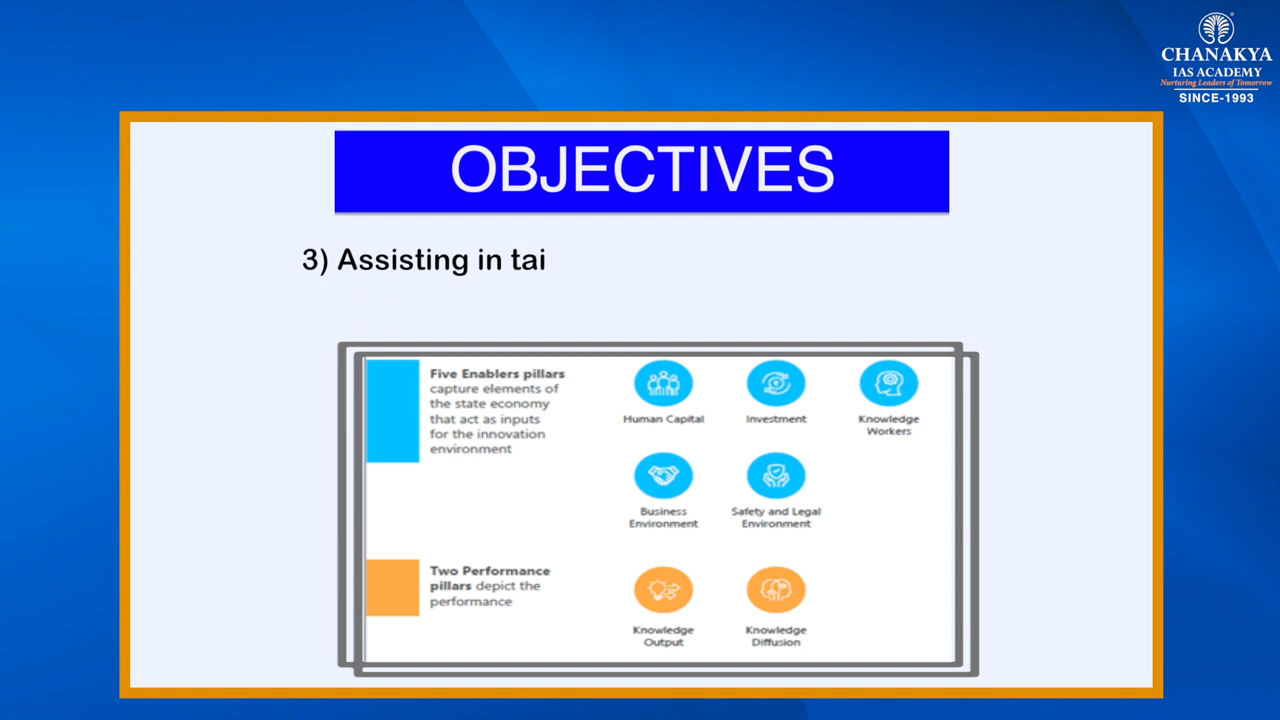 CHANAKYA
IAS ACADEMY
Nurturing Leaders of Tomorrow
SINCE-1993
OBJECTIVES
3) Assisting in tai
Five Enablers pillars
capture elements of
the state economy
that act as inputs
for the innovation
environment
Human Capital
Investment
Knowledge
Workers
Business
Environment
Safety and Legal
Environment
Two Performance
pillars depict the
performance
Knowledge
Output
Knowledge
Diffusion